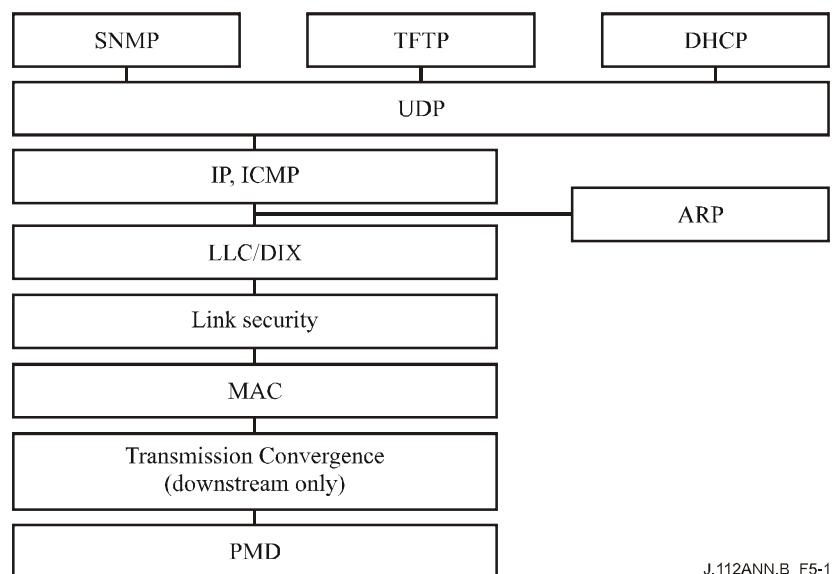 SNMP
TFTP
DHCP
UDP
IP, ICMP
ARP
LLC/DIX
Link security
MAC
Transmission Convergence
(downstream only)
PMD
J.112ANN.B_F5-1